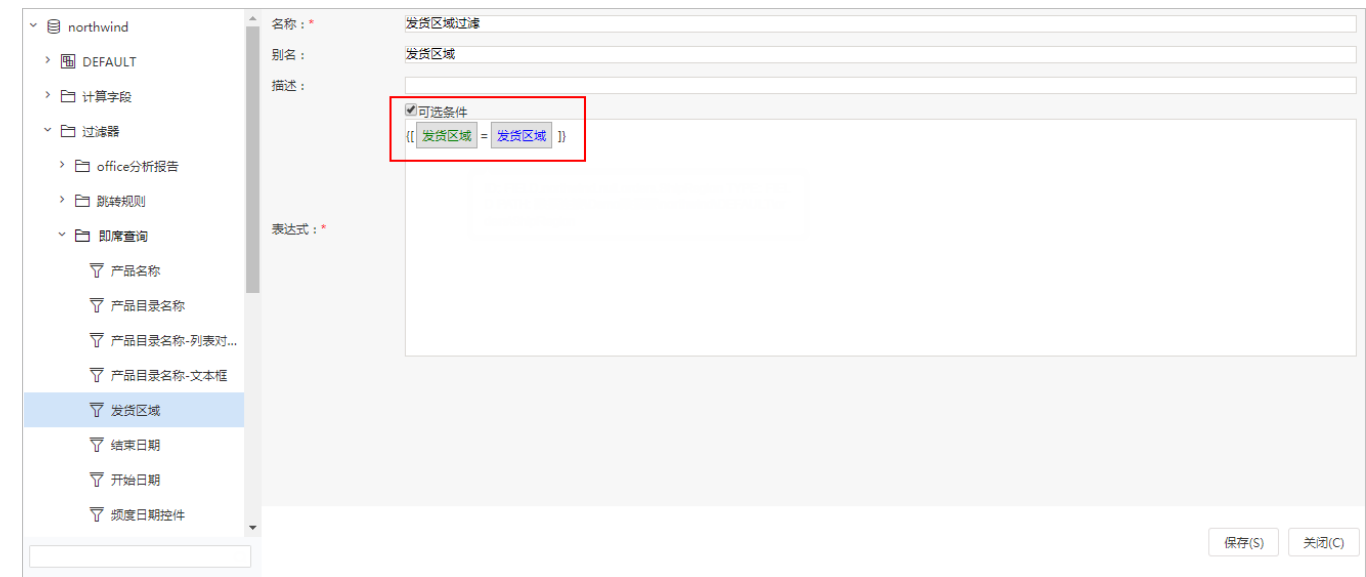 northwind
DEFAULT
计算字段
过滤器
office分析报告
跳转规则
即席查询
产品名称
产品目录名称
产品目录名称-列表对...
产品目录名称-文本框
发货区域
结束日期
开始日期
频度日期控件
名称：* 发货区域过滤
别名： 发货区域
描述：
可选条件
{[ 发货区域 = 发货区域 ]}
表达式：*
保存(S) 关闭(C)